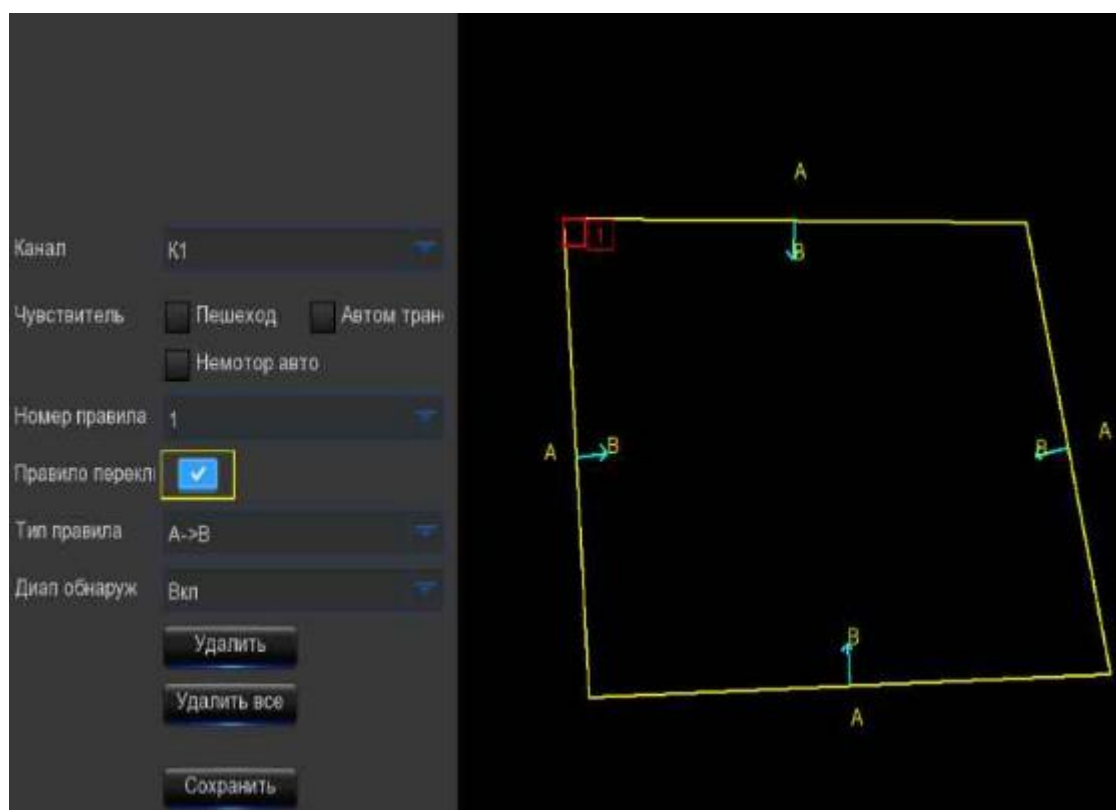 Канал K1
Чувствитель Пешеход Автом тран
Немотор авто
Номер правила 1
Правило перекл
Тип правила A->B
Диап обнаруж Вкл
Удалить
Удалить все
Сохранить
A
1
B
A B
B A
B
A